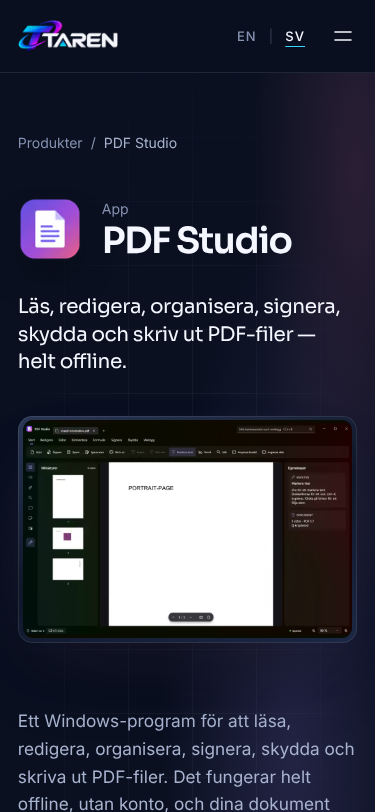 TAREN
EN
SV
Produkter / PDF Studio
App
PDF Studio
Läs, redigera, organisera, signera,
skydda och skriv ut PDF-filer —
helt offline.
PDF Studio
PORTRAIT-PAGE
Ett Windows-program för att läsa,
redigera, organisera, signera, skydda och
skriva ut PDF-filer. Det fungerar helt
offline, utan konto, och dina dokument